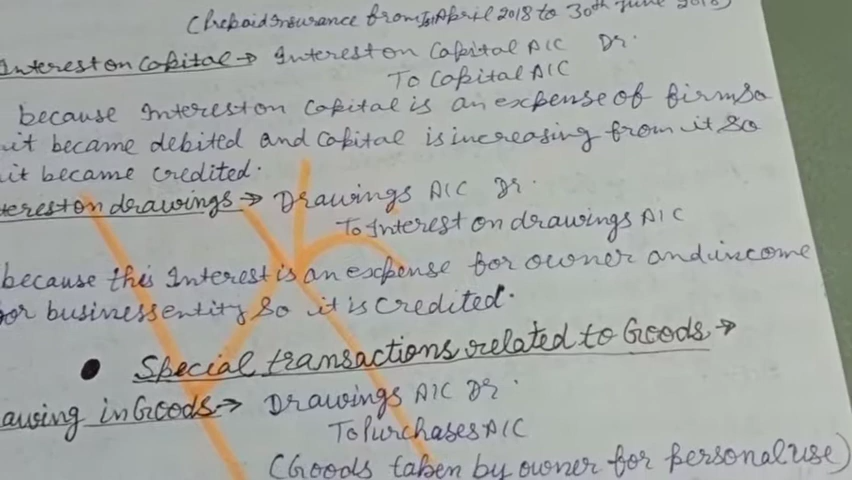 (Prepaid Insurance from 1st April 2018 to 30th June 2018)
Interest on Capital → Interest on Capital A/C Dr.
To Capital A/C
because Interest on Capital is an expense of firm so
it became debited and Capital is increasing from it so
it became credited.
terest on drawings → Drawings A/C Dr.
To Interest on drawings A/C
because this Interest is an expense for owner and income
for business entity so it is credited.
• Special transactions related to Goods →
awing in Goods → Drawings A/C Dr.
To Purchases A/C
(Goods taken by owner for personal use)